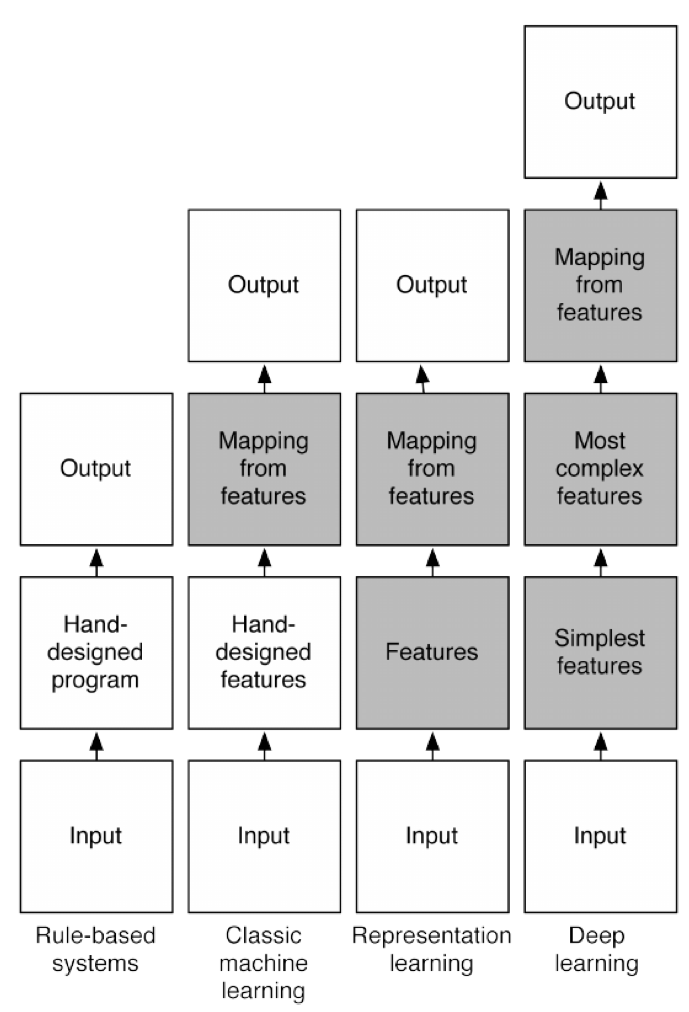 Output
Mapping
from
features
Most
complex
features
Simplest
features
Input
Deep
learning
Output
Mapping
from
features
Features
Input
Representation
learning
Output
Mapping
from
features
Hand-
designed
features
Input
Classic
machine
learning
Output
Hand-
designed
program
Input
Rule-based
systems